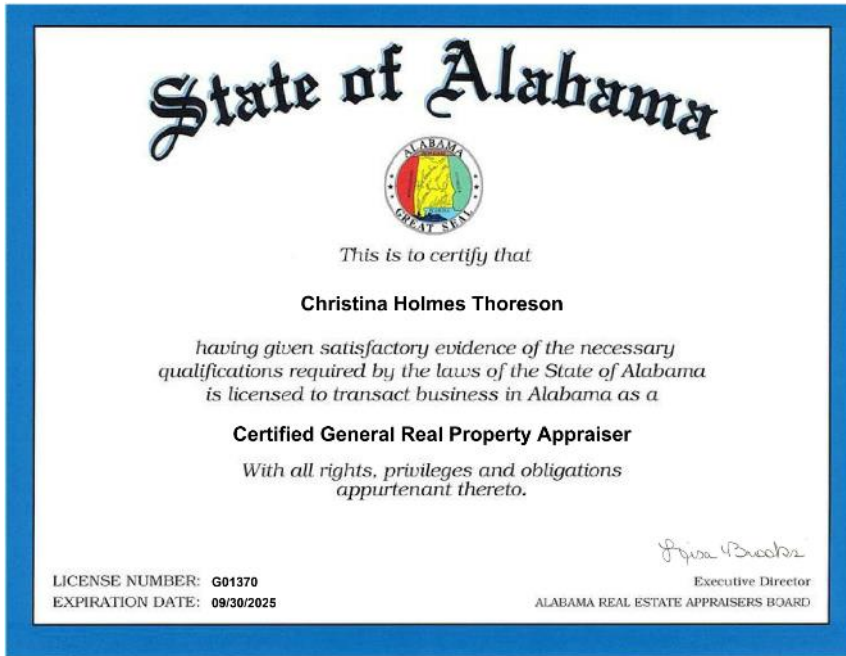 State of Alabama
ALABAMA
GREAT SEAL
This is to certify that
Christina Holmes Thoreson
having given satisfactory evidence of the necessary
qualifications required by the laws of the State of Alabama
is licensed to transact business in Alabama as a
Certified General Real Property Appraiser
With all rights, privileges and obligations
appurtenant thereto.
Lisa Brooks
LICENSE NUMBER: G01370
Executive Director
EXPIRATION DATE: 09/30/2025
ALABAMA REAL ESTATE APPRAISERS BOARD